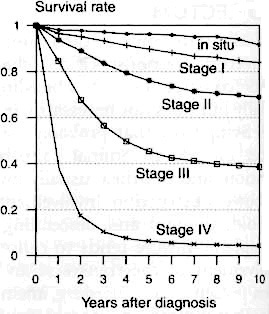 Survival rate
1
in situ
Stage I
0.8
Stage II
0.6
0.4
Stage III
0.2
Stage IV
0
0 1 2 3 4 5 6 7 8 9 10
Years after diagnosis